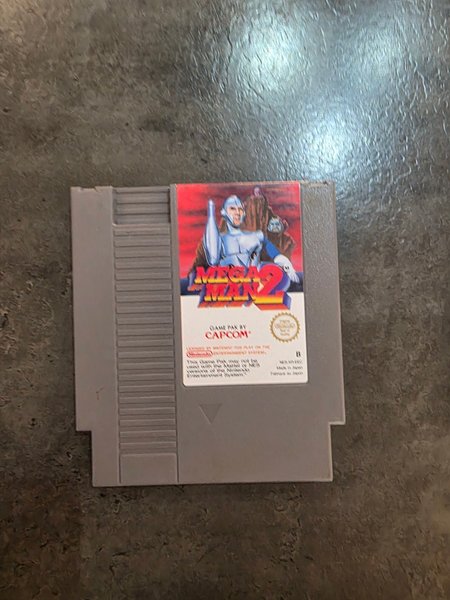 MEGA
MAN 2
™
GAME PAK BY
CAPCOM®
LICENSED BY NINTENDO FOR PLAY ON THE
Nintendo ENTERTAINMENT SYSTEM
This Game Pak may not be
used with the Mattel or NES
versions of the Nintendo
Entertainment System.
Nintendo
B
Made in Japan